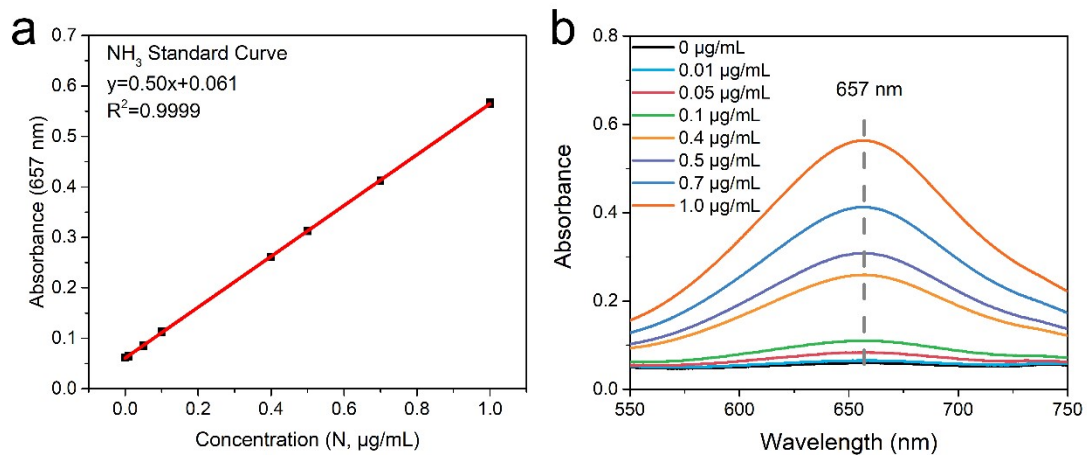 a
NH₃ Standard Curve
y=0.50x+0.061
R²=0.9999
0.7
0.6
0.5
0.4
0.3
0.2
0.1
0.0
Absorbance (657 nm)
0.0 0.2 0.4 0.6 0.8 1.0
Concentration (N, µg/mL)
b
0 µg/mL
0.01 µg/mL
0.05 µg/mL
0.1 µg/mL
0.4 µg/mL
0.5 µg/mL
0.7 µg/mL
1.0 µg/mL
657 nm
0.8
0.6
0.4
0.2
0.0
Absorbance
550 600 650 700 750
Wavelength (nm)